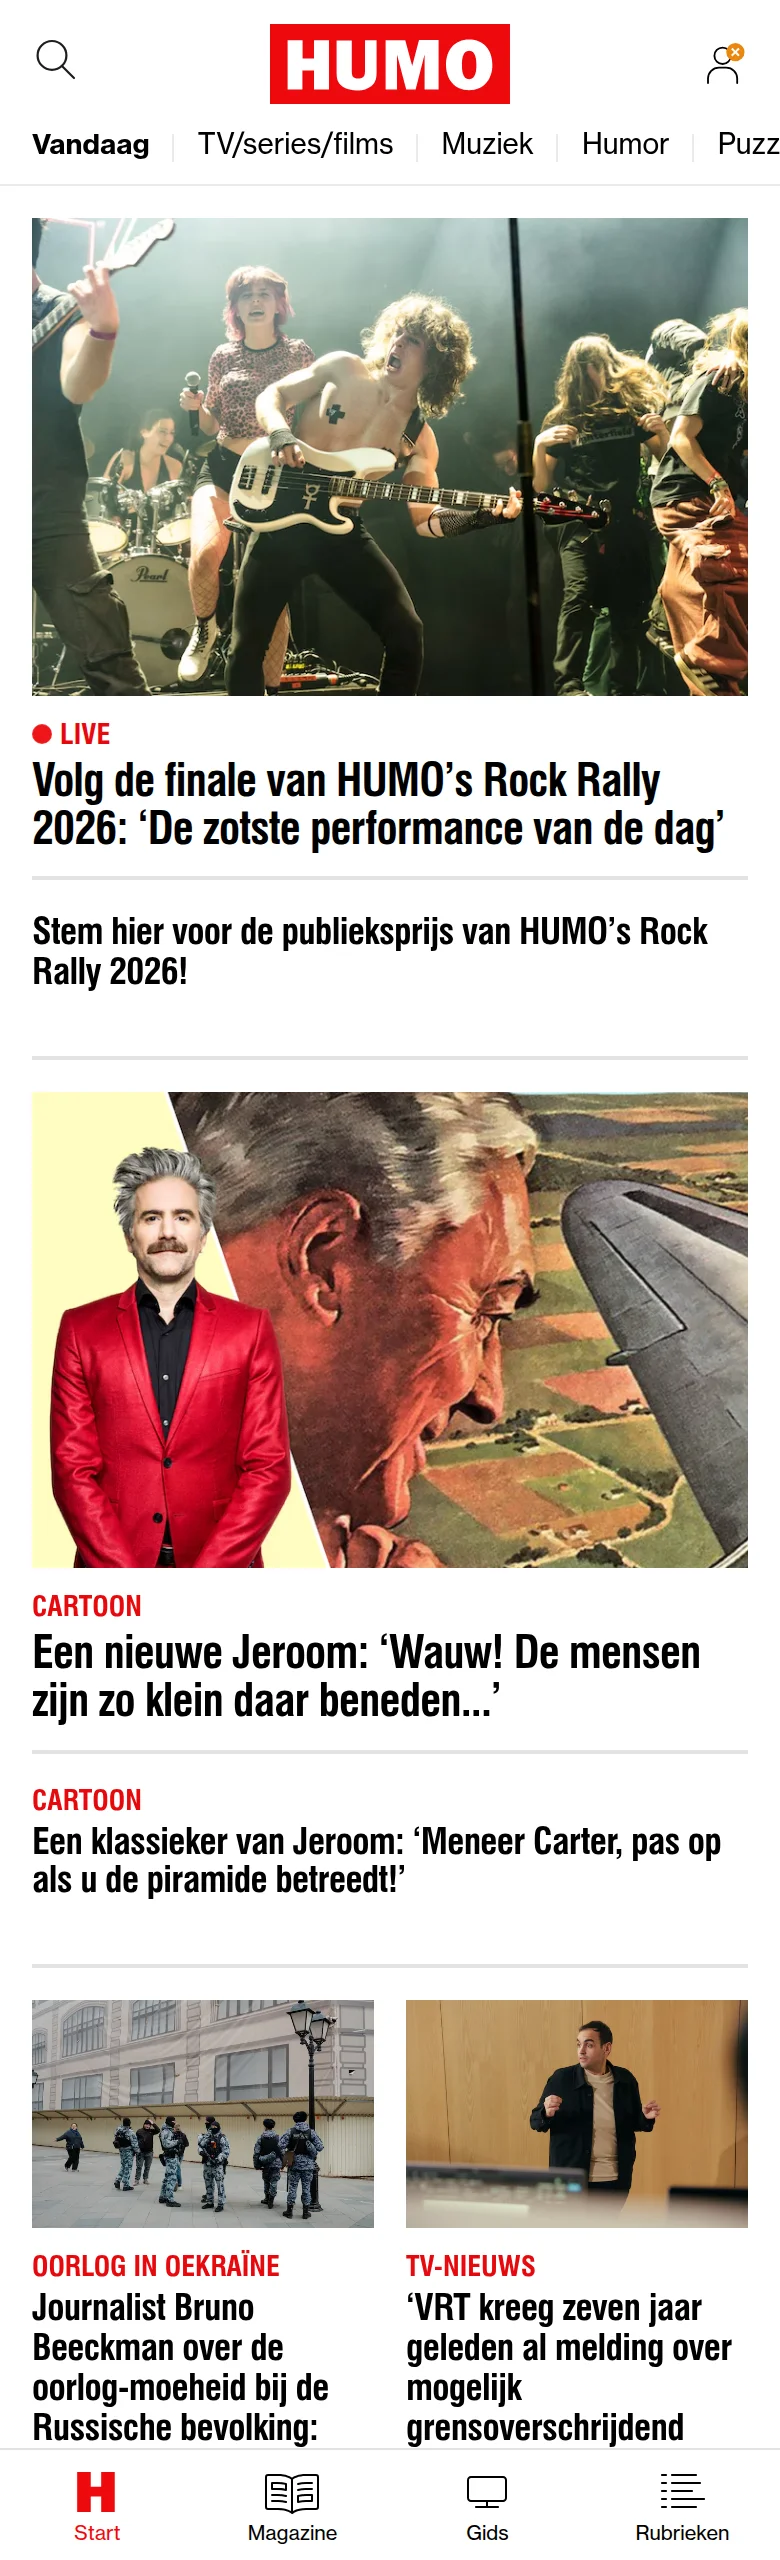 HUMO
Vandaag
TV/series/films
Muziek
Humor
Puzz
Pearl
LIVE
Volg de finale van HUMO’s Rock Rally
2026: ‘De zotste performance van de dag’
Stem hier voor de publieksprijs van HUMO’s Rock
Rally 2026!
CARTOON
Een nieuwe Jeroom: ‘Wauw! De mensen
zijn zo klein daar beneden...’
CARTOON
Een klassieker van Jeroom: ‘Meneer Carter, pas op
als u de piramide betreedt!’
OORLOG IN OEKRAÏNE
Journalist Bruno
Beeckman over de
oorlog-moeheid bij de
Russische bevolking:
TV-NIEUWS
‘VRT kreeg zeven jaar
geleden al melding over
mogelijk
grensoverschrijdend
H
Start
Magazine
Gids
Rubrieken